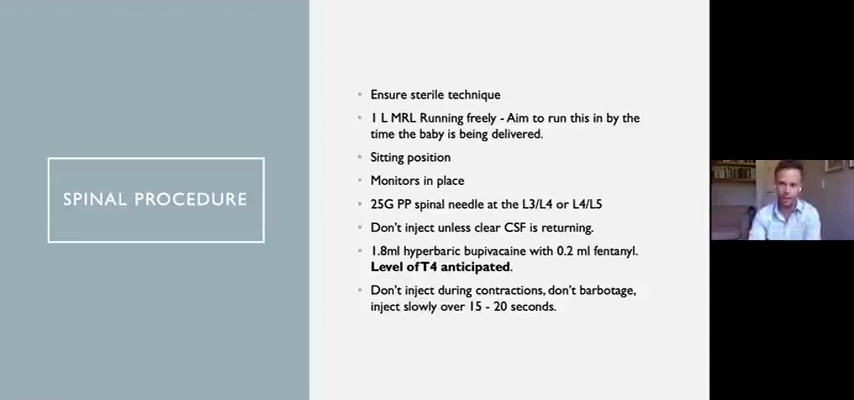 SPINAL PROCEDURE
• Ensure sterile technique
• 1 L MRL Running freely - Aim to run this in by the
time the baby is being delivered.
• Sitting position
• Monitors in place
• 25G PP spinal needle at the L3/L4 or L4/L5
• Don't inject unless clear CSF is returning.
• 1.8ml hyperbaric bupivacaine with 0.2 ml fentanyl.
Level of T4 anticipated.
• Don't inject during contractions, don't barbotage,
inject slowly over 15 - 20 seconds.